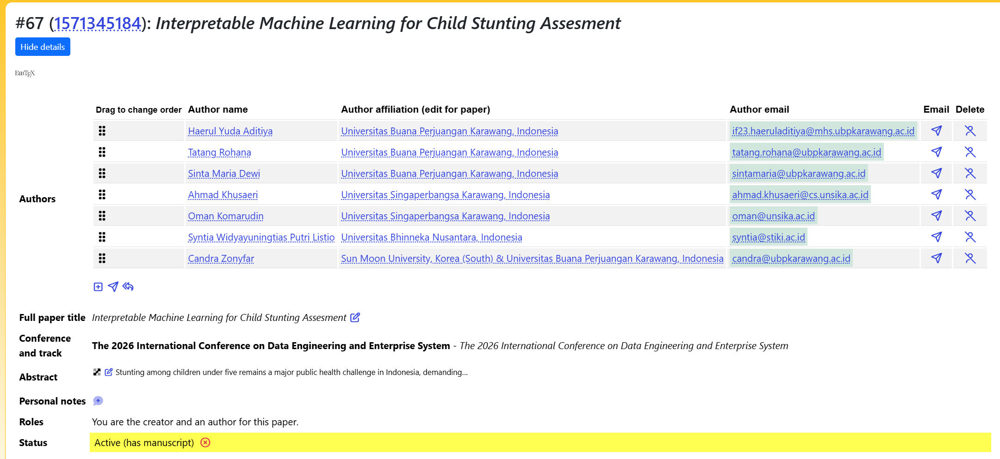 #67 (1571345184): Interpretable Machine Learning for Child Stunting Assesment
Hide details
BIBTEX
Drag to change order Author name Author affiliation (edit for paper) Author email Email Delete
Haerul Yuda Aditiya Universitas Buana Perjuangan Karawang, Indonesia if23.haeruladitiya@mhs.ubpkarawang.ac.id
Tatang Rohana Universitas Buana Perjuangan Karawang, Indonesia tatang.rohana@ubpkarawang.ac.id
Sinta Maria Dewi Universitas Buana Perjuangan Karawang, Indonesia sintamaria@ubpkarawang.ac.id
Authors
Ahmad Khusaeri Universitas Singaperbangsa Karawang, Indonesia ahmad.khusaeri@cs.unsika.ac.id
Oman Komarudin Universitas Singaperbangsa Karawang, Indonesia oman@unsika.ac.id
Syntia Widyayuningtias Putri Listio Universitas Bhinneka Nusantara, Indonesia syntia@stiki.ac.id
Candra Zonyfar Sun Moon University, Korea (South) & Universitas Buana Perjuangan Karawang, Indonesia candra@ubpkarawang.ac.id
Full paper title Interpretable Machine Learning for Child Stunting Assesment
Conference and track The 2026 International Conference on Data Engineering and Enterprise System - The 2026 International Conference on Data Engineering and Enterprise System
Abstract Stunting among children under five remains a major public health challenge in Indonesia, demanding...
Personal notes
Roles You are the creator and an author for this paper.
Status Active (has manuscript)